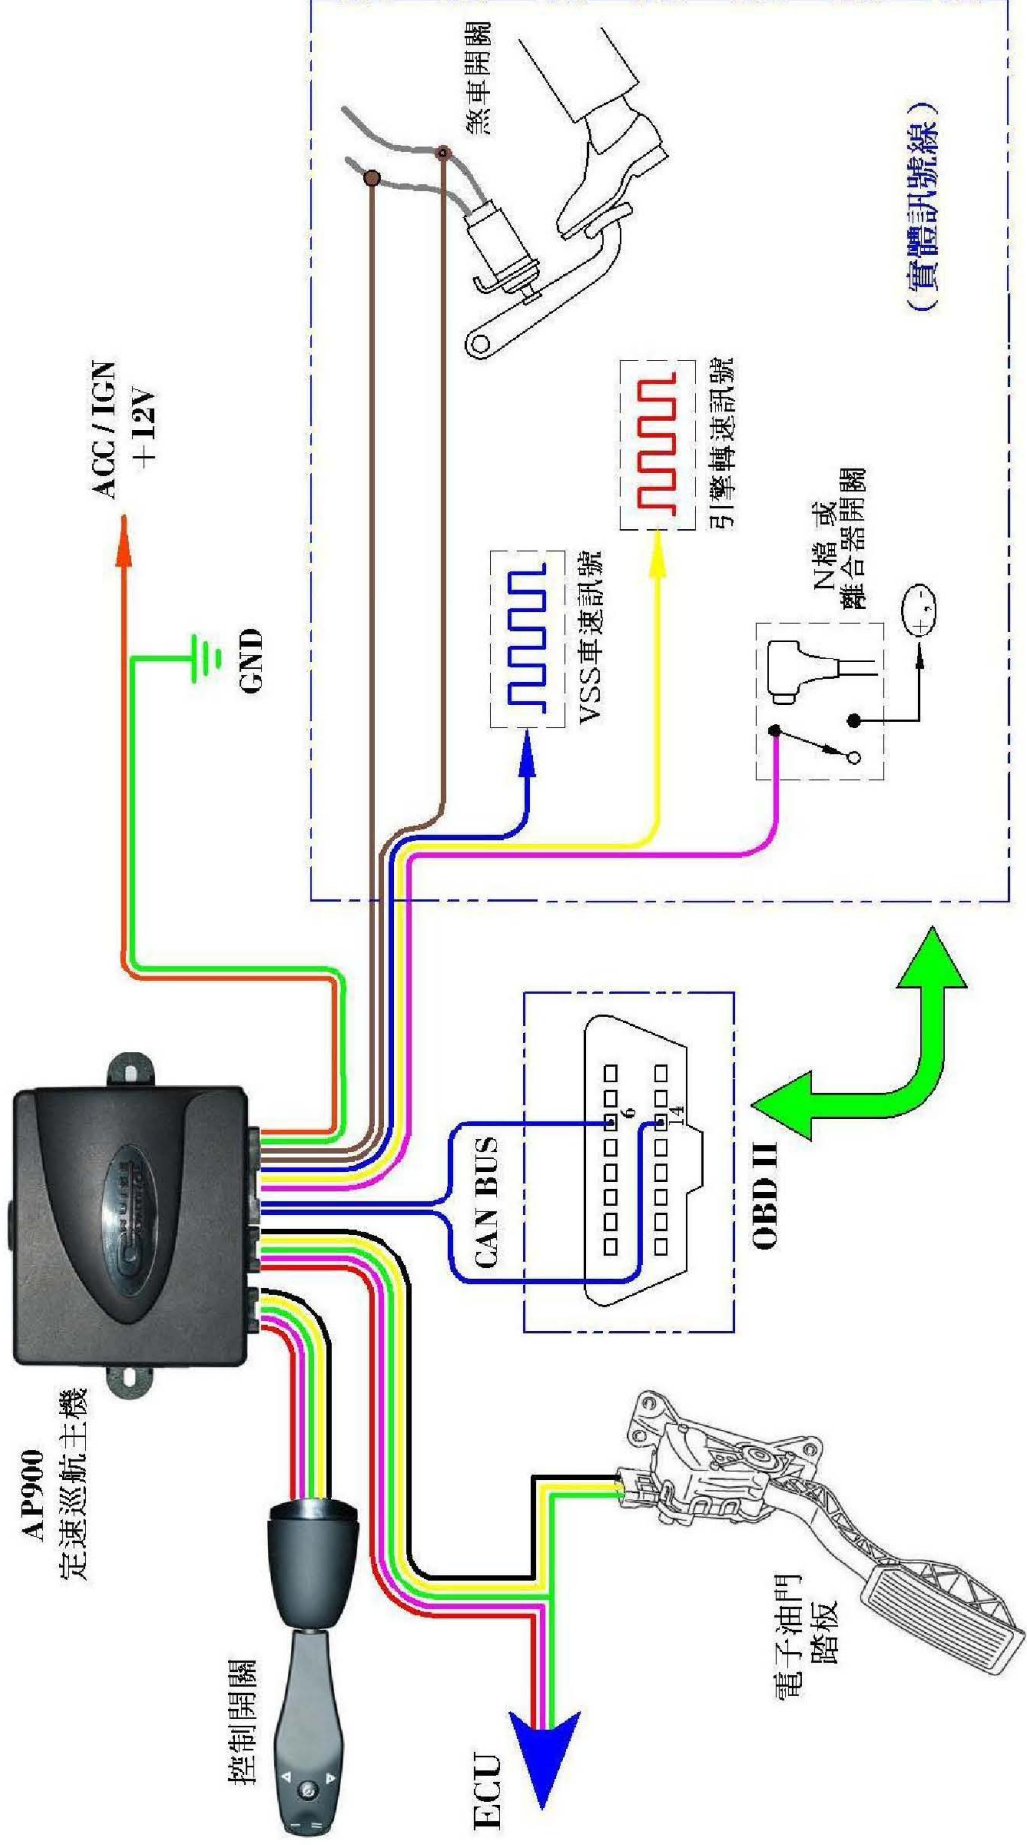 AP900
定速巡航主機
控制開關
ECU
電子油門
踏板
CAN BUS
6
14
OBD II
ACC / IGN
+12V
GND
煞車開關
VSS車速訊號
引擎轉速訊號
N檔 或
離合器開關
+,-
(實體訊號線)